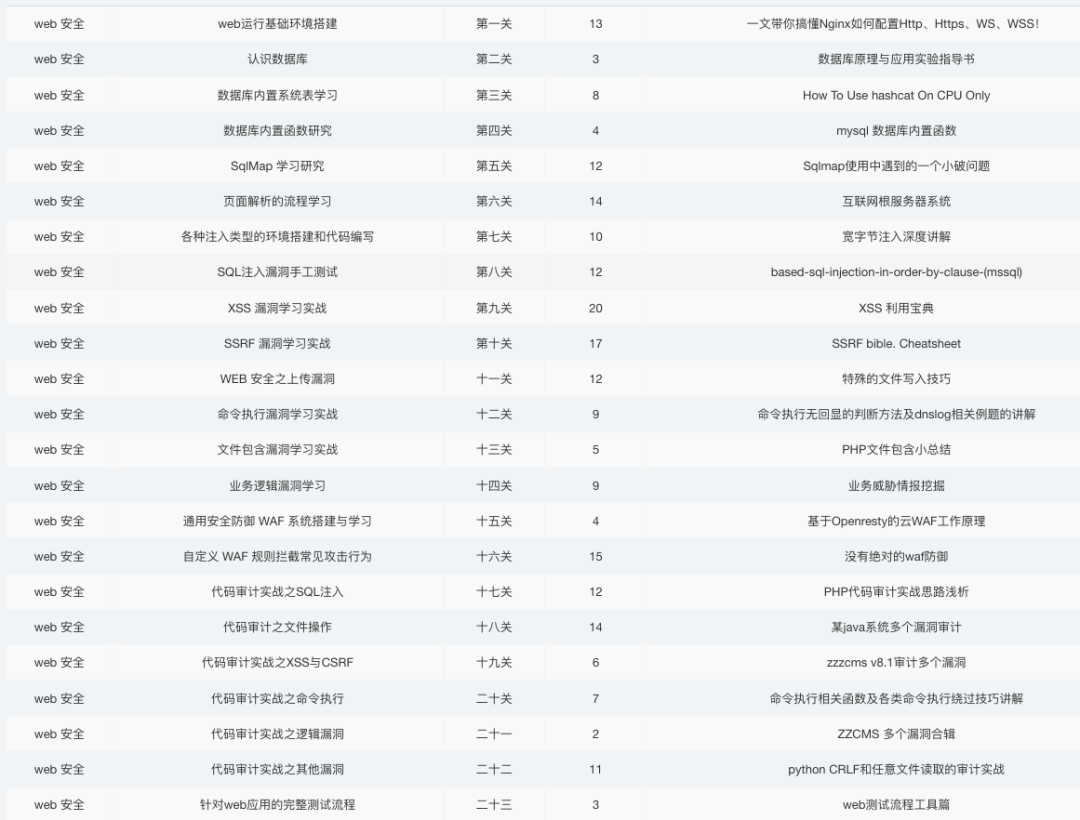 web 安全 web运行基础环境搭建 第一关 13 一文带你搞懂Nginx如何配置Http、Https、WS、WSS!
web 安全 认识数据库 第二关 3 数据库原理与应用实验指导书
web 安全 数据库内置系统表学习 第三关 8 How To Use hashcat On CPU Only
web 安全 数据库内置函数研究 第四关 4 mysql 数据库内置函数
web 安全 SqlMap 学习研究 第五关 12 Sqlmap使用中遇到的一个小破问题
web 安全 页面解析的流程学习 第六关 14 互联网根服务器系统
web 安全 各种注入类型的环境搭建和代码编写 第七关 10 宽字节注入深度讲解
web 安全 SQL注入漏洞手工测试 第八关 12 based-sql-injection-in-order-by-clause-(mssql)
web 安全 XSS 漏洞学习实战 第九关 20 XSS 利用宝典
web 安全 SSRF 漏洞学习实战 第十关 17 SSRF bible. Cheatsheet
web 安全 WEB 安全之上传漏洞 十一关 12 特殊的文件写入技巧
web 安全 命令执行漏洞学习实战 十二关 9 命令执行无回显的判断方法及dnslog相关例题的讲解
web 安全 文件包含漏洞学习实战 十三关 5 PHP文件包含小总结
web 安全 业务逻辑漏洞学习 十四关 9 业务威胁情报挖掘
web 安全 通用安全防御 WAF 系统搭建与学习 十五关 4 基于Openresty的云WAF工作原理
web 安全 自定义 WAF 规则拦截常见攻击行为 十六关 15 没有绝对的waf防御
web 安全 代码审计实战之SQL注入 十七关 12 PHP代码审计实战思路浅析
web 安全 代码审计之文件操作 十八关 14 某java系统多个漏洞审计
web 安全 代码审计实战之XSS与CSRF 十九关 6 zzzcms v8.1审计多个漏洞
web 安全 代码审计实战之命令执行 二十关 7 命令执行相关函数及各类命令执行绕过技巧讲解
web 安全 代码审计实战之逻辑漏洞 二十一 2 ZZCMS 多个漏洞合辑
web 安全 代码审计实战之其他漏洞 二十二 11 python CRLF和任意文件读取的审计实战
web 安全 针对web应用的完整测试流程 二十三 3 web测试流程工具篇